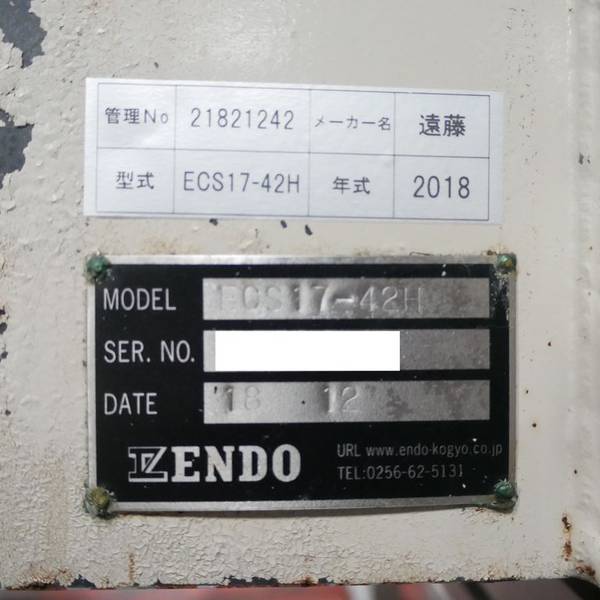 管理No 21821242 メーカー名 遠藤
型式 ECS17-42H 年式 2018
MODEL ECS17-42H
SER. NO.
DATE 18 12
ENDO
URL www.endo-kogyo.co.jp
TEL:0256-62-5131